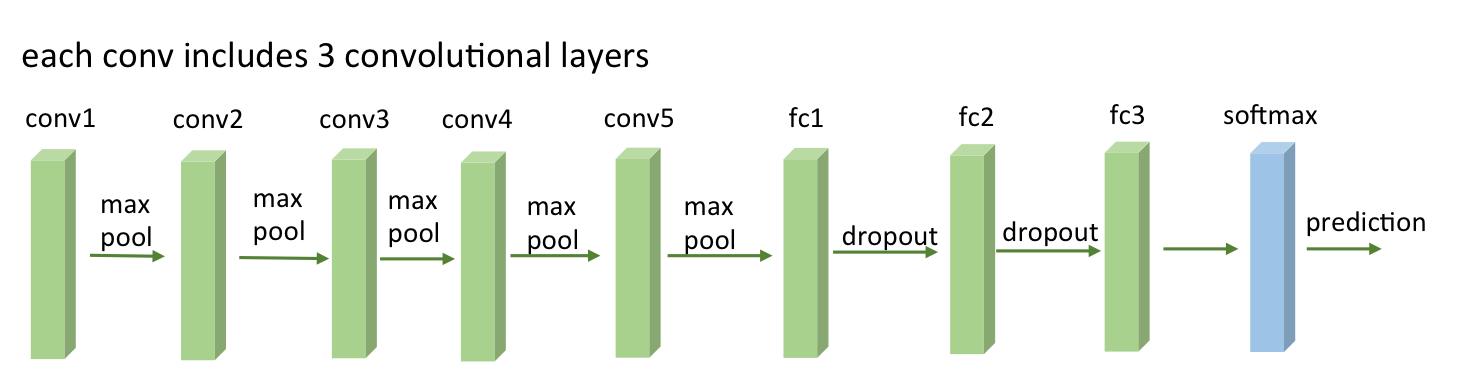 each conv includes 3 convolutional layers
conv1
conv2
conv3
conv4
conv5
fc1
fc2
fc3
softmax
max
pool
max
pool
max
pool
max
pool
max
pool
dropout
dropout
prediction